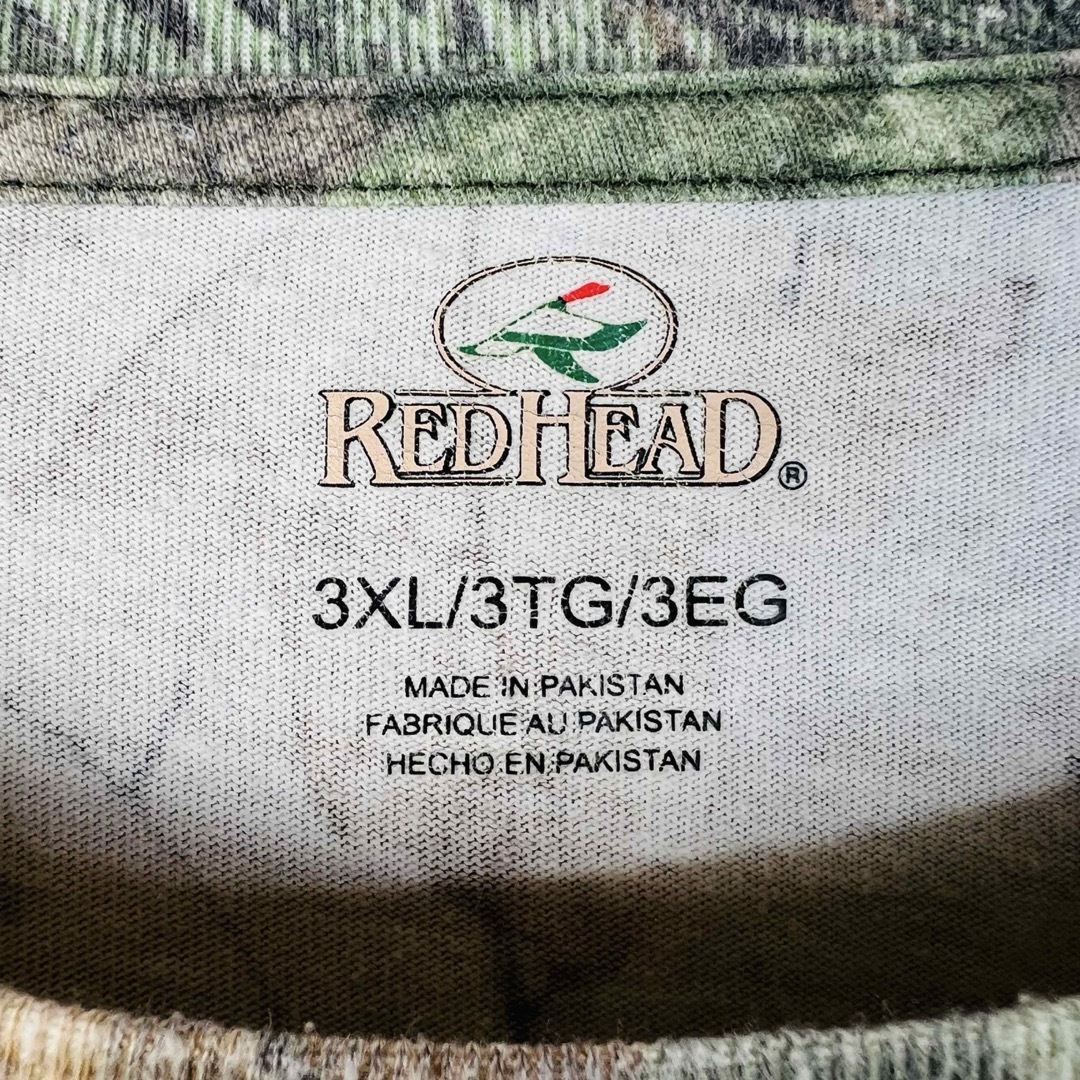 REDHEAD®
3XL/3TG/3EG
MADE IN PAKISTAN
FABRIQUE AU PAKISTAN
HECHO EN PAKISTAN